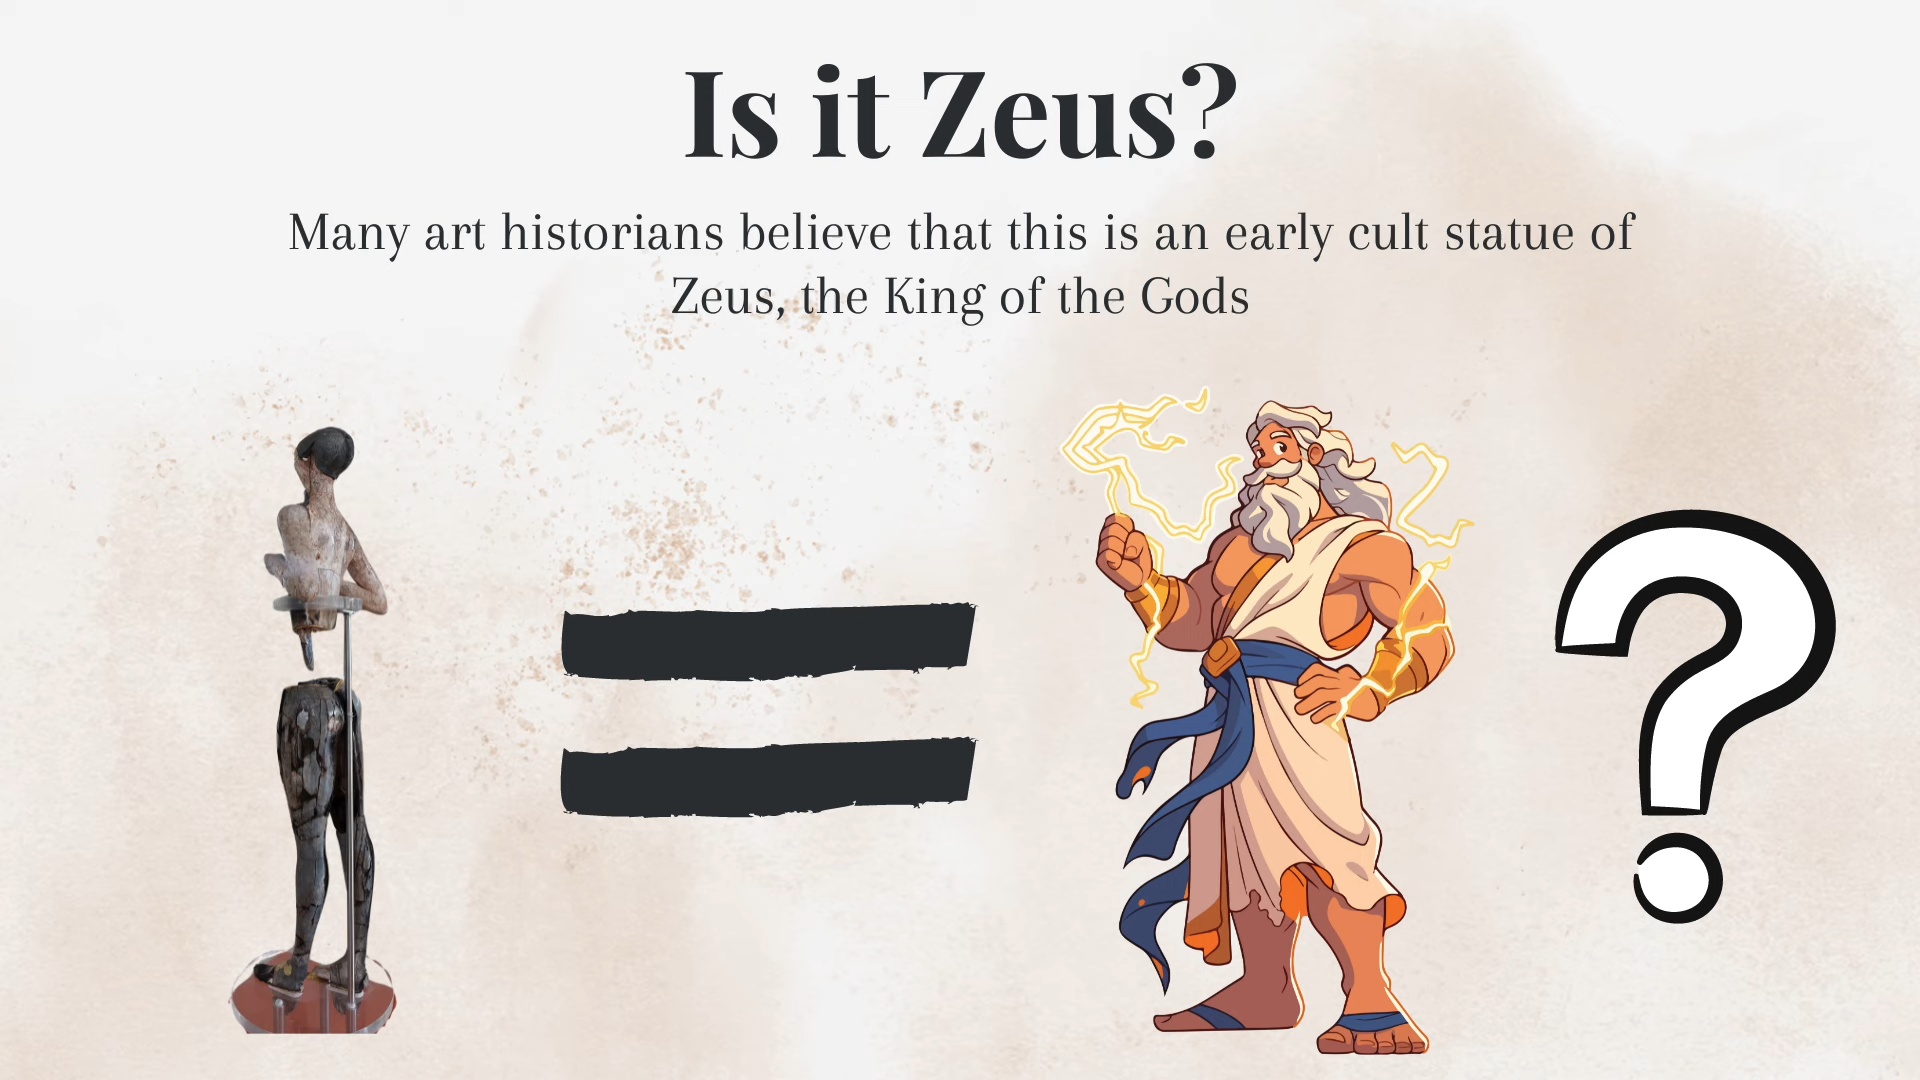 Is it Zeus?
Many art historians believe that this is an early cult statue of
Zeus, the King of the Gods
?